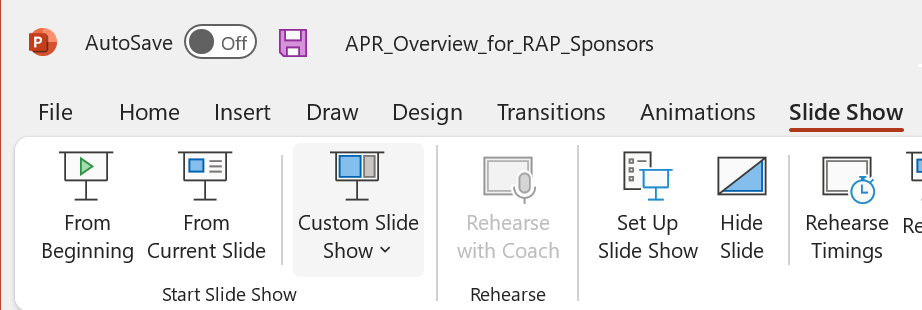 AutoSave Off APR_Overview_for_RAP_Sponsors
File Home Insert Draw Design Transitions Animations Slide Show
From Beginning
From Current Slide
Custom Slide Show
Rehearse with Coach
Set Up Slide Show
Hide Slide
Rehearse Timings
Start Slide Show
Rehearse